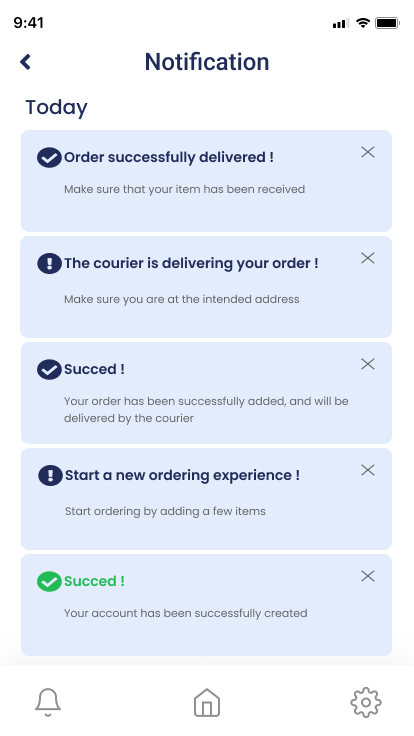 9:41
Notification
Today
Order successfully delivered !
Make sure that your item has been received
The courier is delivering your order !
Make sure you are at the intended address
Succed !
Your order has been successfully added, and will be
delivered by the courier
Start a new ordering experience !
Start ordering by adding a few items
Succed !
Your account has been successfully created